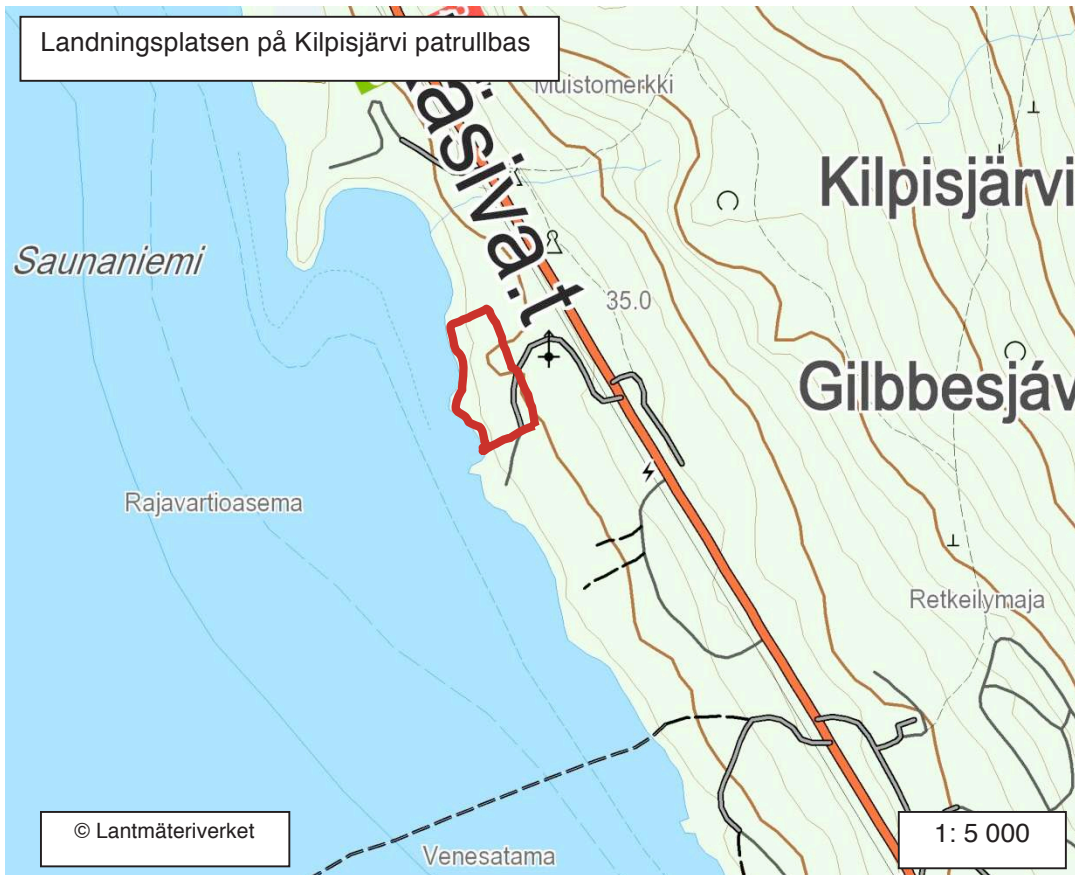 Landningsplatsen på Kilpisjärvi patrullbas
Muistomerkki
Kilpisjärvi
Saunaniemi
35.0
Gilbbesjáv
Rajavartioasema
Retkeilymaja
© Lantmäteriverket
Venesatama
1: 5 000